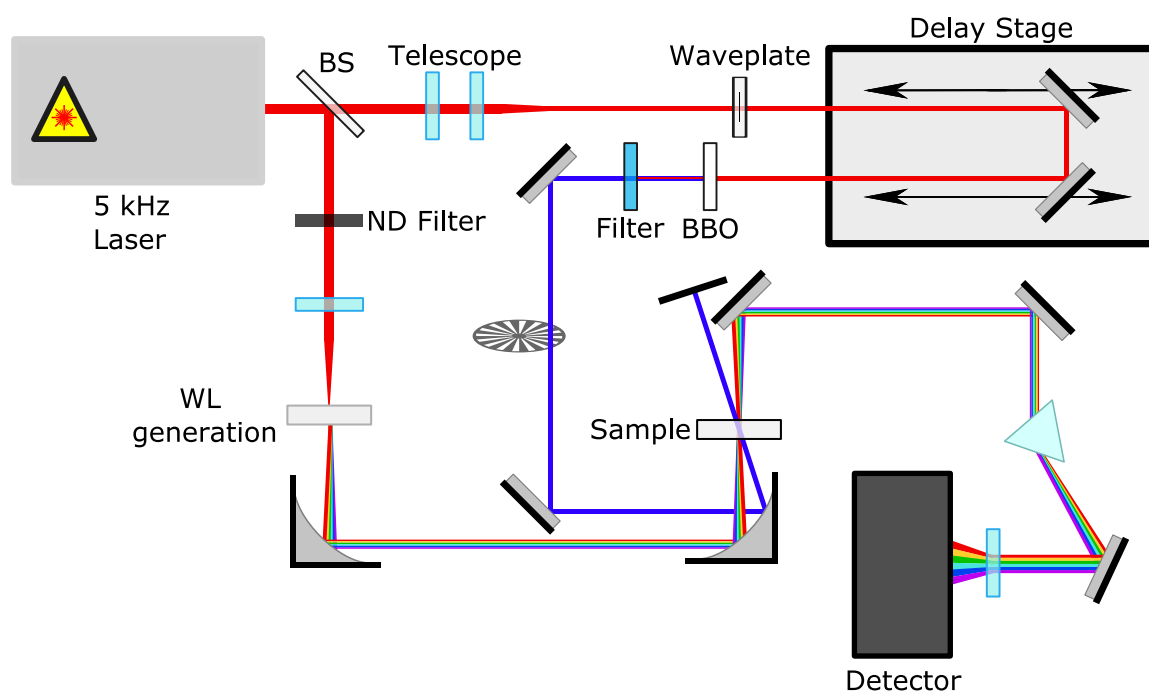 Delay Stage
BS
Telescope
Waveplate
5 kHz
Laser
ND Filter
Filter
BBO
WL
generation
Sample
Detector